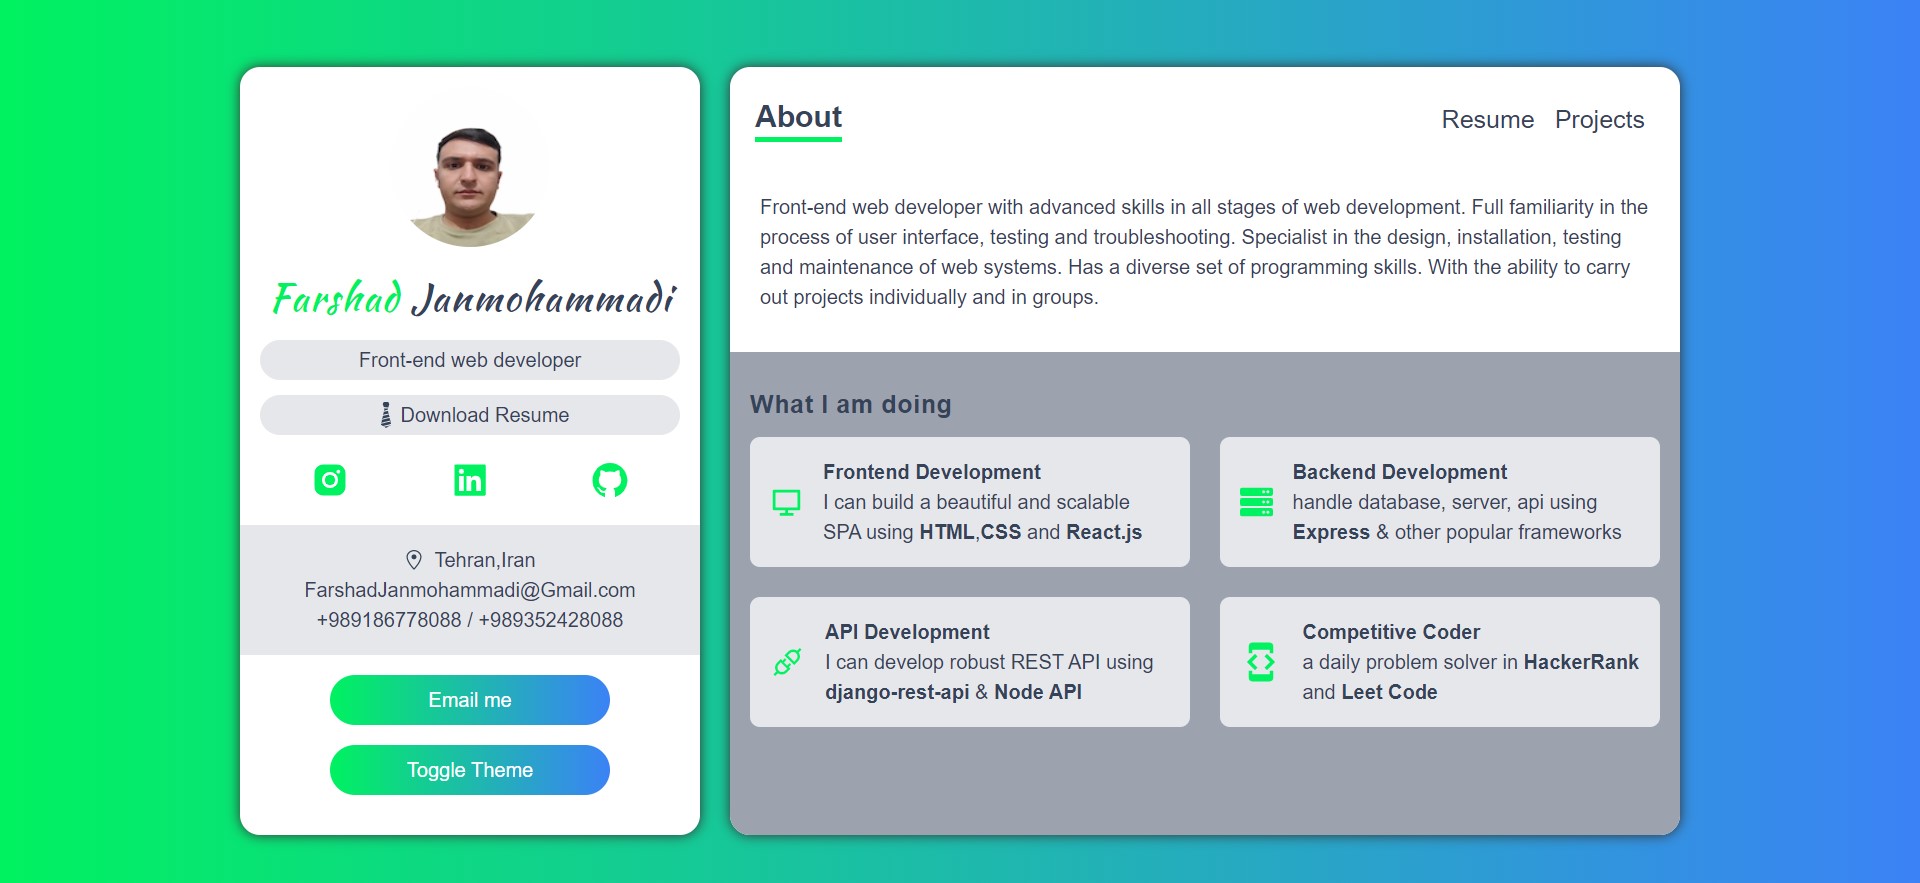 Farshad Janmohammadi
Front-end web developer
Download Resume
Tehran,Iran
FarshadJanmohammadi@Gmail.com
+989186778088 / +989352428088
Email me
Toggle Theme
About
Resume Projects
Front-end web developer with advanced skills in all stages of web development. Full familiarity in the
process of user interface, testing and troubleshooting. Specialist in the design, installation, testing
and maintenance of web systems. Has a diverse set of programming skills. With the ability to carry
out projects individually and in groups.
What I am doing
Frontend Development
I can build a beautiful and scalable
SPA using HTML,CSS and React.js
Backend Development
handle database, server, api using
Express & other popular frameworks
API Development
I can develop robust REST API using
django-rest-api & Node API
Competitive Coder
a daily problem solver in HackerRank
and Leet Code